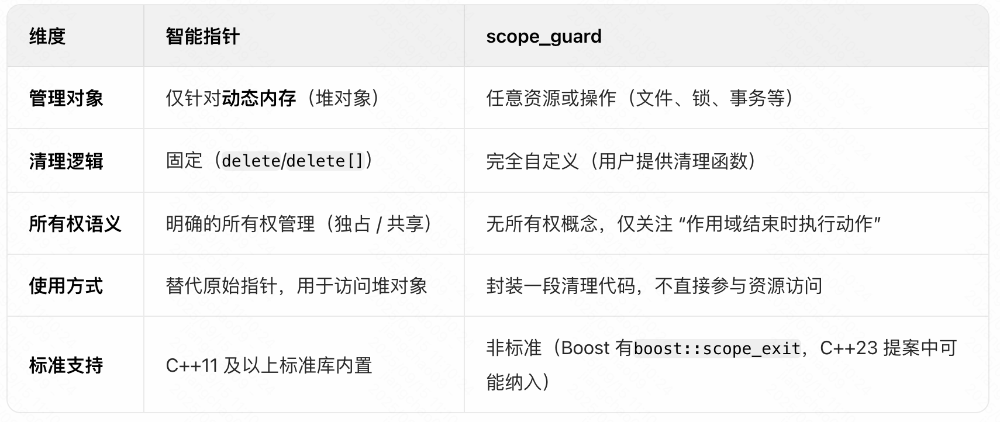 维度 智能指针 scope_guard
管理对象 仅针对动态内存（堆对象） 任意资源或操作（文件、锁、事务等）
清理逻辑 固定（delete/delete[]） 完全自定义（用户提供清理函数）
所有权语义 明确的所有权管理（独占 / 共享） 无所有权概念，仅关注 “作用域结束时执行动作”
使用方式 替代原始指针，用于访问堆对象 封装一段清理代码，不直接参与资源访问
标准支持 C++11 及以上标准库内置 非标准（Boost 有boost::scope_exit，C++23 提案中可
能纳入）